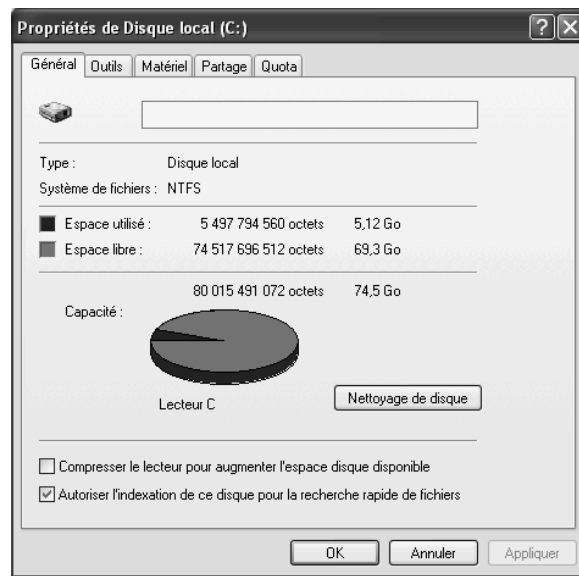 Propriétés de Disque local (C:)
Général Outils Matériel Partage Quota
Type : Disque local
Système de fichiers : NTFS
Espace utilisé : 5 497 794 560 octets 5,12 Go
Espace libre : 74 517 696 512 octets 69,3 Go
Capacité : 80 015 491 072 octets 74,5 Go
Lecteur C
Nettoyage de disque
Compresser le lecteur pour augmenter l'espace disque disponible
Autoriser l'indexation de ce disque pour la recherche rapide de fichiers
OK Annuler Appliquer